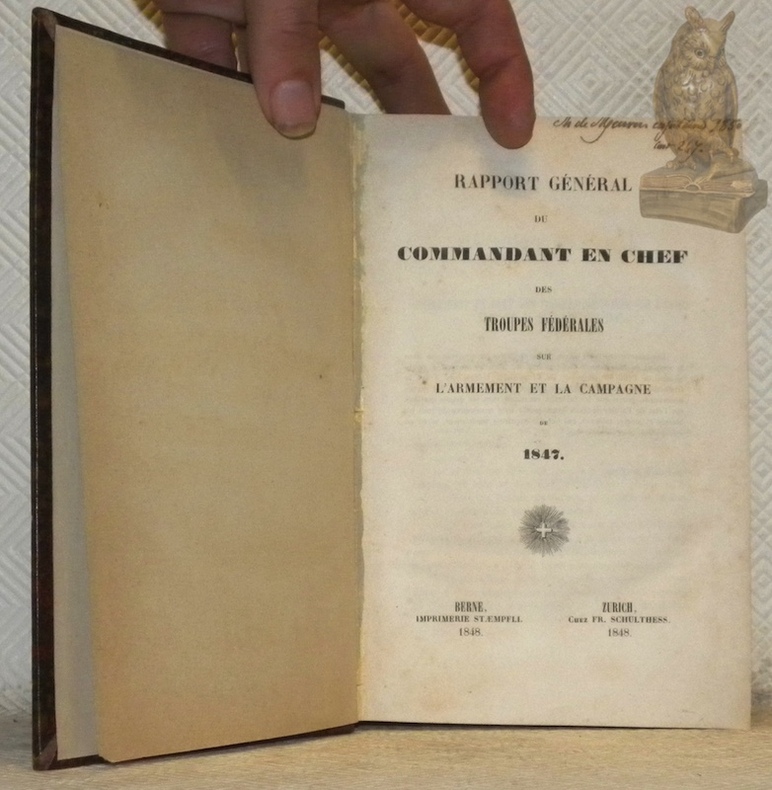 RAPPORT GÉNÉRAL
DU
COMMANDANT EN CHEF
DES
TROUPES FÉDÉRALES
SUR
L'ARMEMENT ET LA CAMPAGNE
DE
1847.
BERNE,
IMPRIMERIE STÆMPFLI.
1848.
ZURICH,
CHEZ FR. SCHULTHESS.
1848.